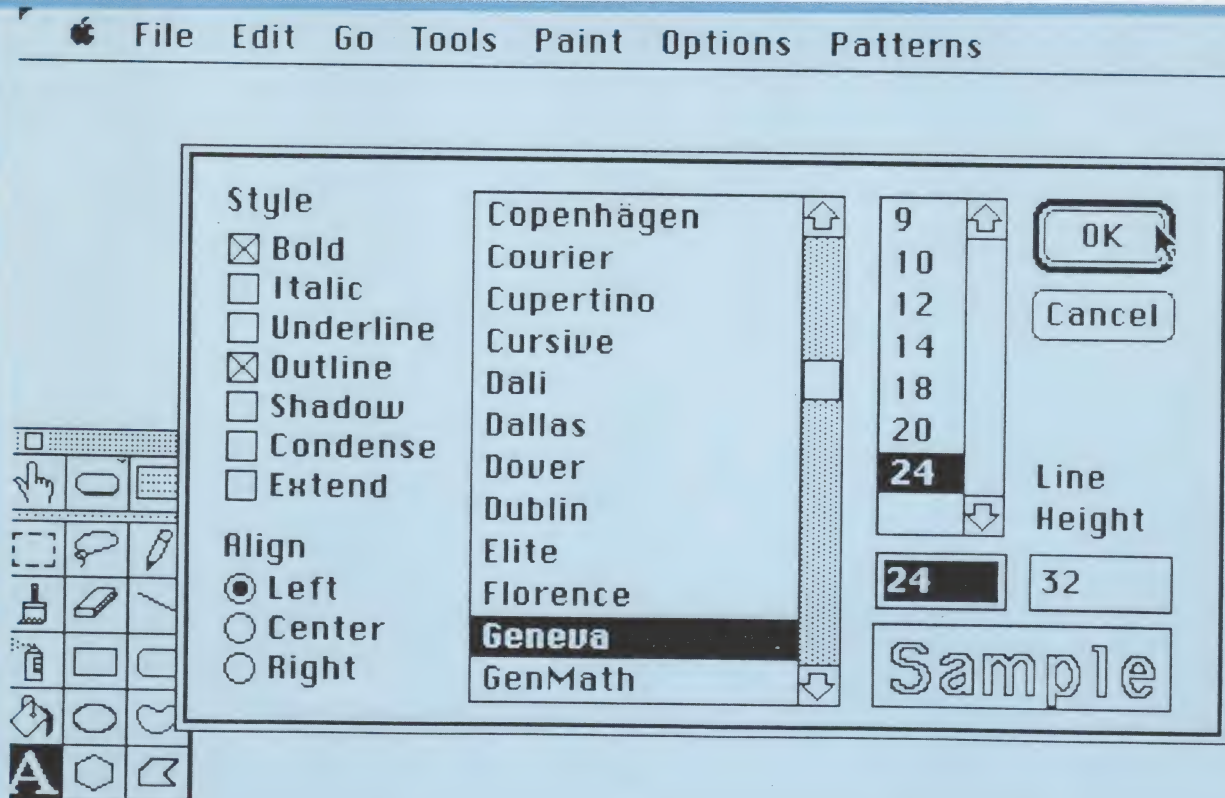 File Edit Go Tools Paint Options Patterns
Style
Bold
Italic
Underline
Outline
Shadow
Condense
Extend
Align
Left
Center
Right
Copenhägen
Courier
Cupertino
Cursive
Dali
Dallas
Dover
Dublin
Elite
Florence
Geneva
GenMath
9
10
12
14
18
20
24
24
OK
Cancel
Line
Height
32
Sample
A